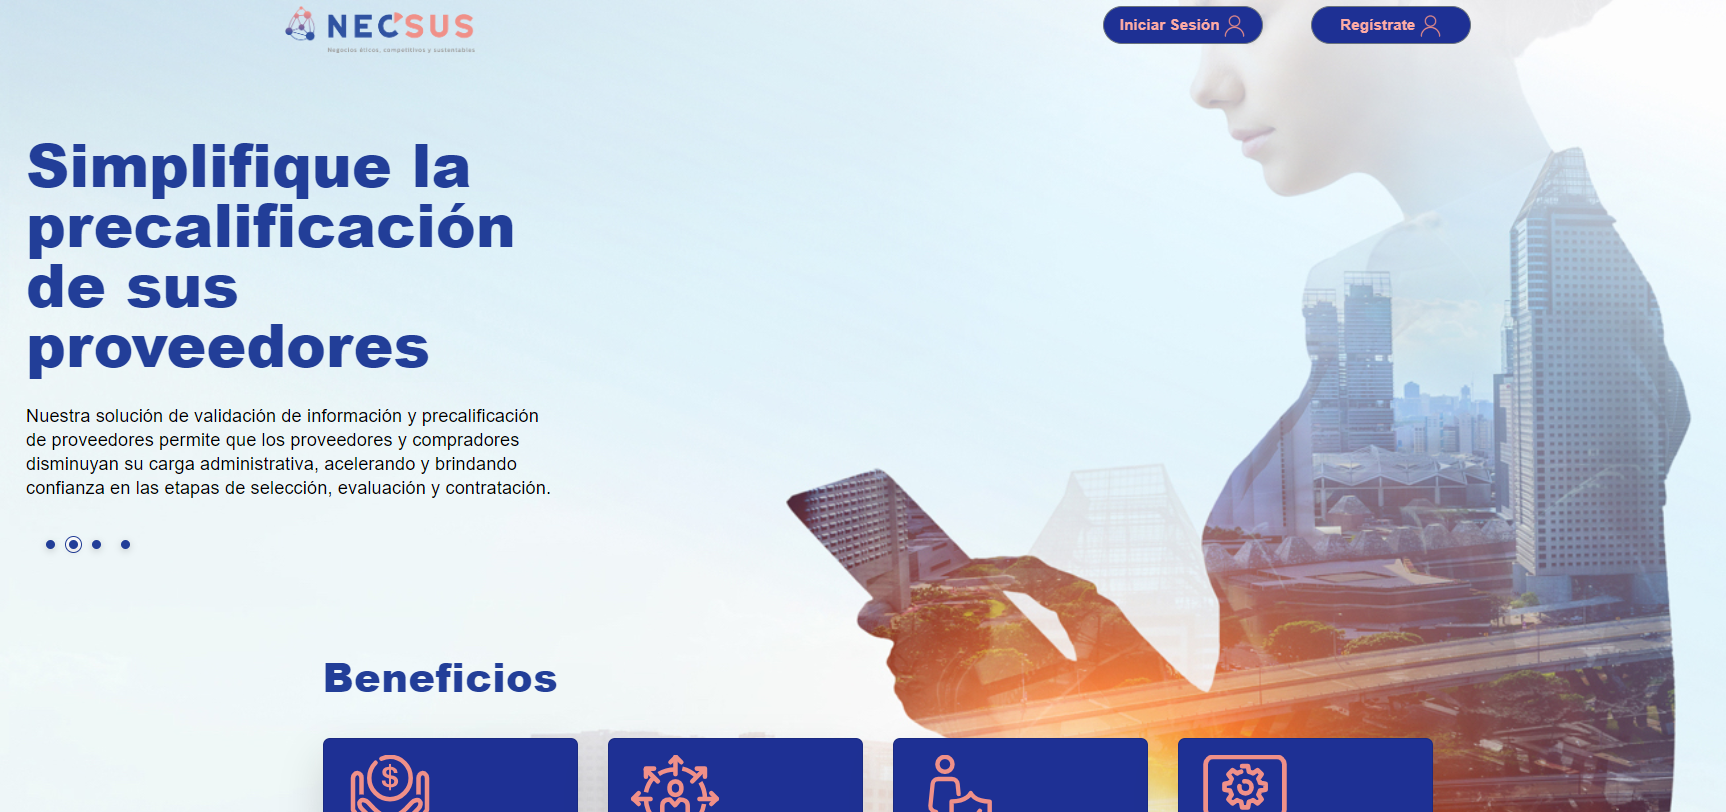 NECSUS
Negocios éticos, competitivos y sustentables
Iniciar Sesión
Regístrate
Simplifique la
precalificación
de sus
proveedores
Nuestra solución de validación de información y precalificación
de proveedores permite que los proveedores y compradores
disminuyan su carga administrativa, acelerando y brindando
confianza en las etapas de selección, evaluación y contratación.
Beneficios
$